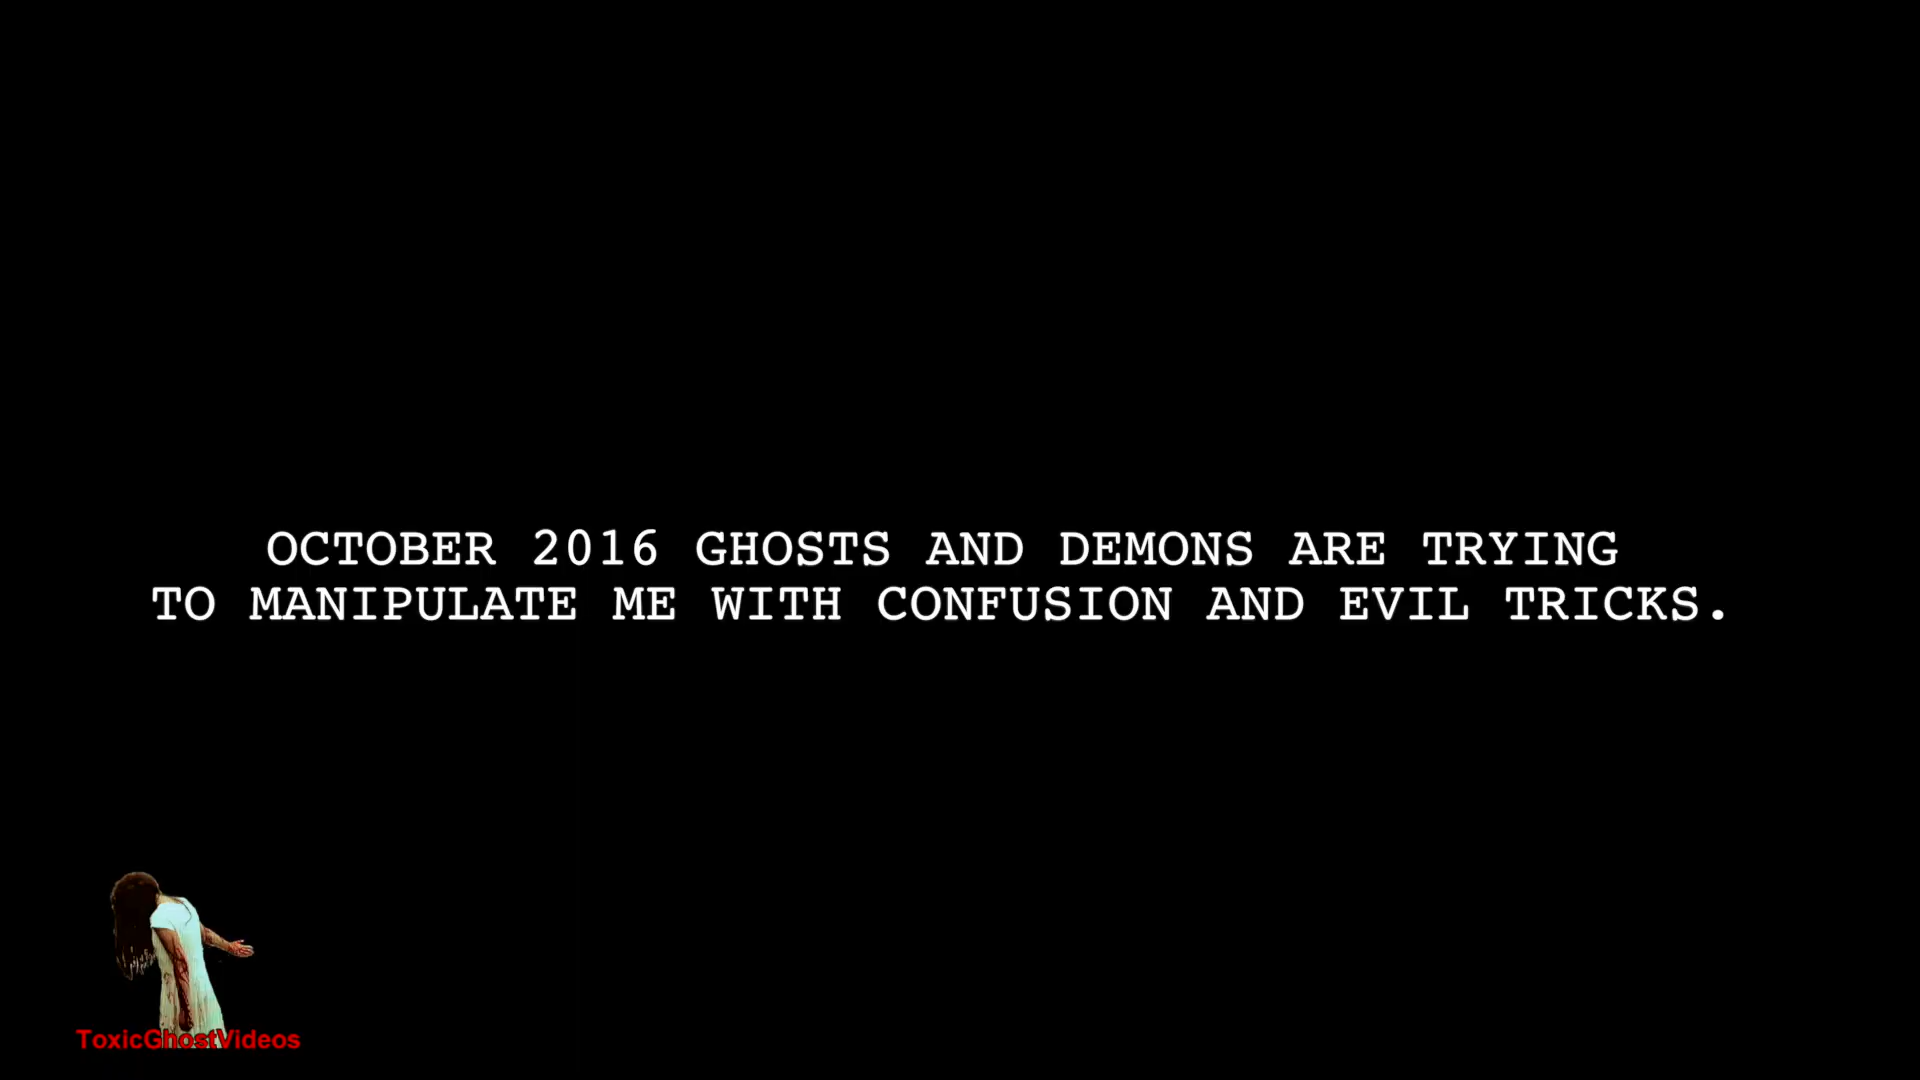 OCTOBER 2016 GHOSTS AND DEMONS ARE TRYING
TO MANIPULATE ME WITH CONFUSION AND EVIL TRICKS.
ToxicGhostVideos